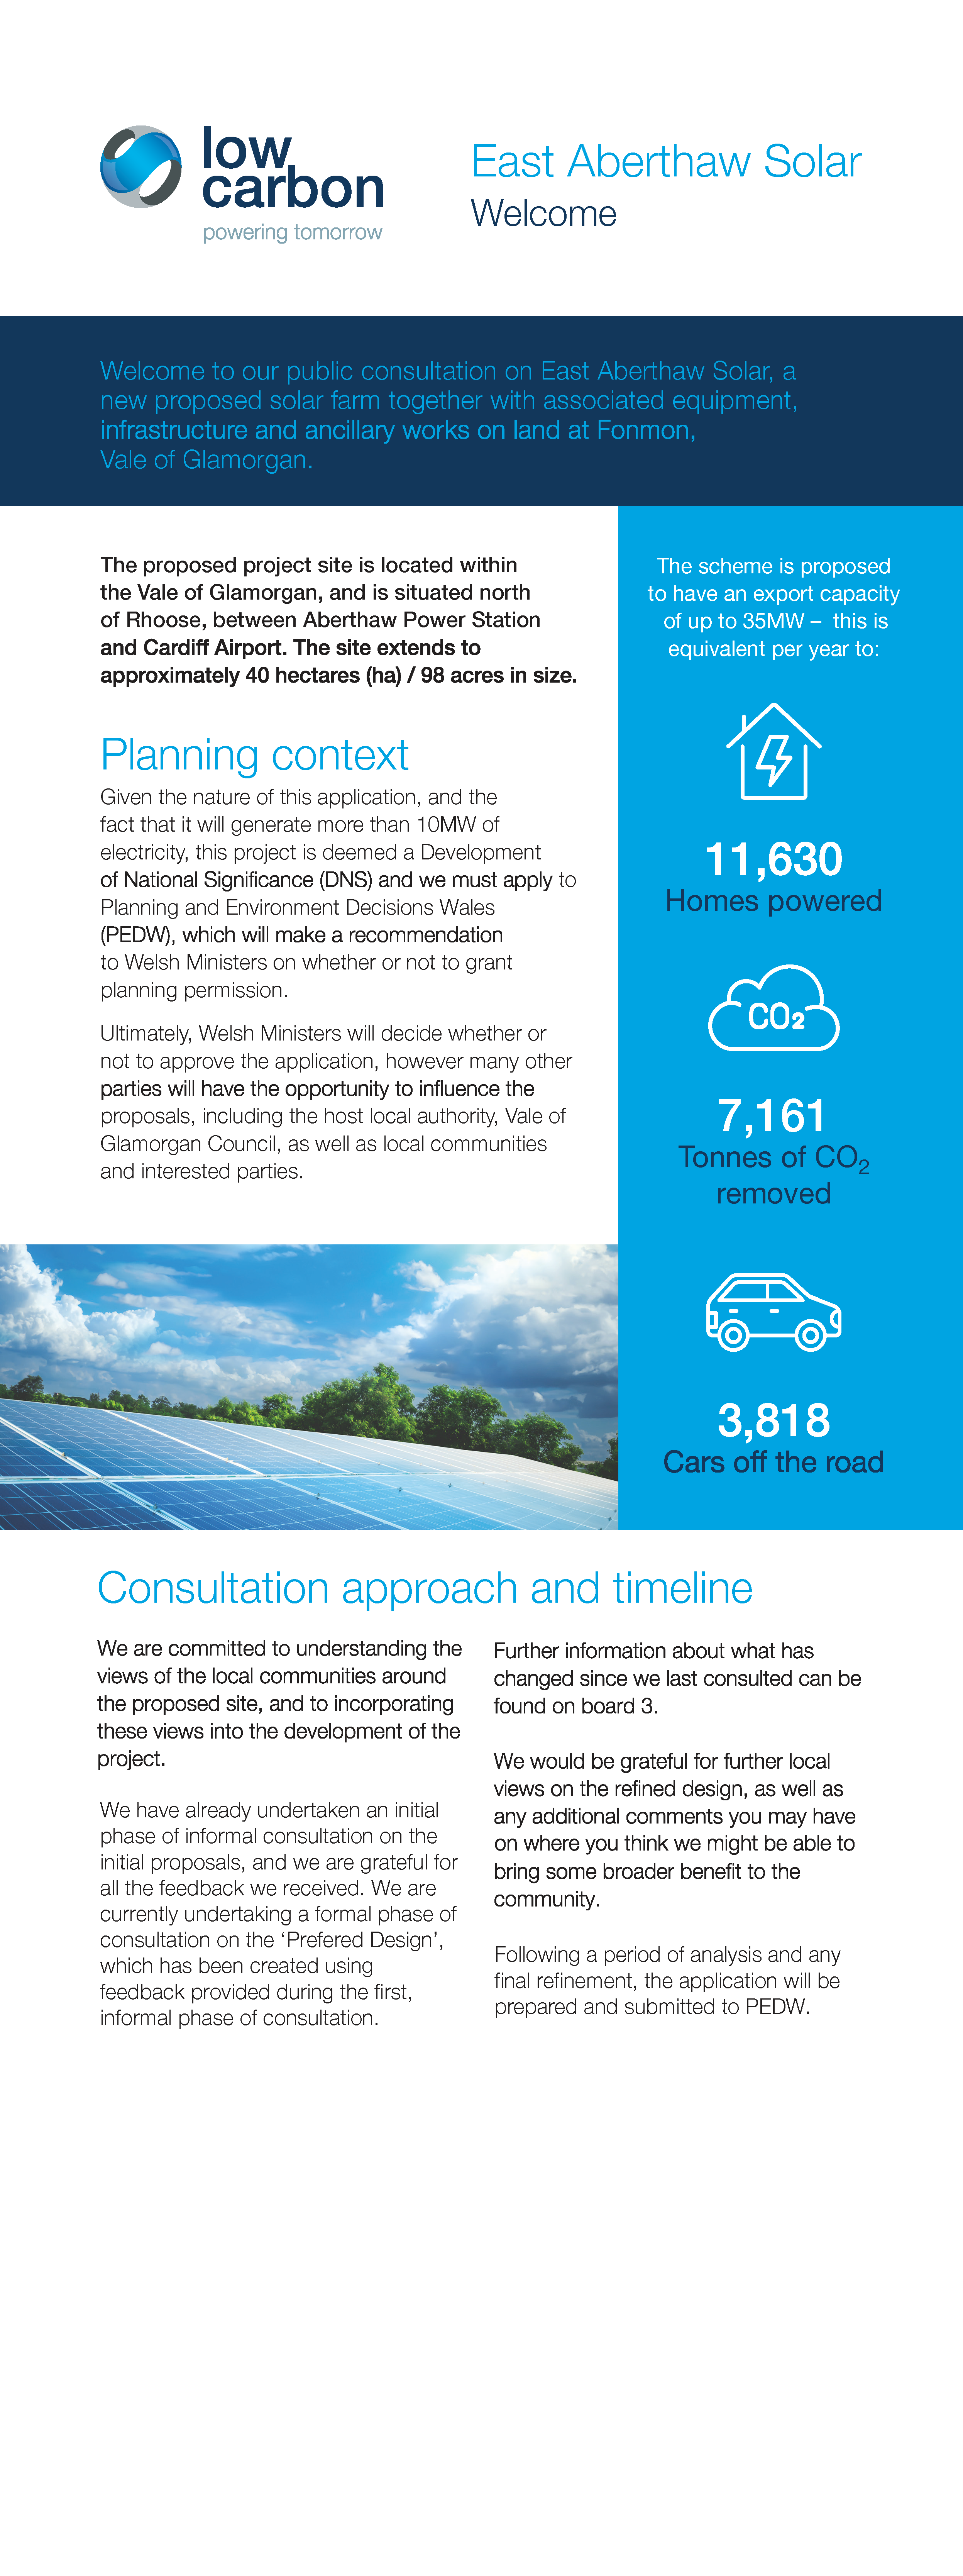 low
carbon
powering tomorrow
East Aberthaw Solar
Welcome
Welcome to our public consultation on East Aberthaw Solar, a
new proposed solar farm together with associated equipment,
infrastructure and ancillary works on land at Fonmon,
Vale of Glamorgan.
The proposed project site is located within
the Vale of Glamorgan, and is situated north
of Rhoose, between Aberthaw Power Station
and Cardiff Airport. The site extends to
approximately 40 hectares (ha) / 98 acres in size.
Planning context
Given the nature of this application, and the
fact that it will generate more than 10MW of
electricity, this project is deemed a Development
of National Significance (DNS) and we must apply to
Planning and Environment Decisions Wales
(PEDW), which will make a recommendation
to Welsh Ministers on whether or not to grant
planning permission.
Ultimately, Welsh Ministers will decide whether or
not to approve the application, however many other
parties will have the opportunity to influence the
proposals, including the host local authority, Vale of
Glamorgan Council, as well as local communities
and interested parties.
The scheme is proposed
to have an export capacity
of up to 35MW – this is
equivalent per year to:
11,630
Homes powered
CO₂
7,161
Tonnes of CO₂
removed
3,818
Cars off the road
Consultation approach and timeline
We are committed to understanding the
views of the local communities around
the proposed site, and to incorporating
these views into the development of the
project.
We have already undertaken an initial
phase of informal consultation on the
initial proposals, and we are grateful for
all the feedback we received. We are
currently undertaking a formal phase of
consultation on the ‘Prefered Design’,
which has been created using
feedback provided during the first,
informal phase of consultation.
Further information about what has
changed since we last consulted can be
found on board 3.
We would be grateful for further local
views on the refined design, as well as
any additional comments you may have
on where you think we might be able to
bring some broader benefit to the
community.
Following a period of analysis and any
final refinement, the application will be
prepared and submitted to PEDW.